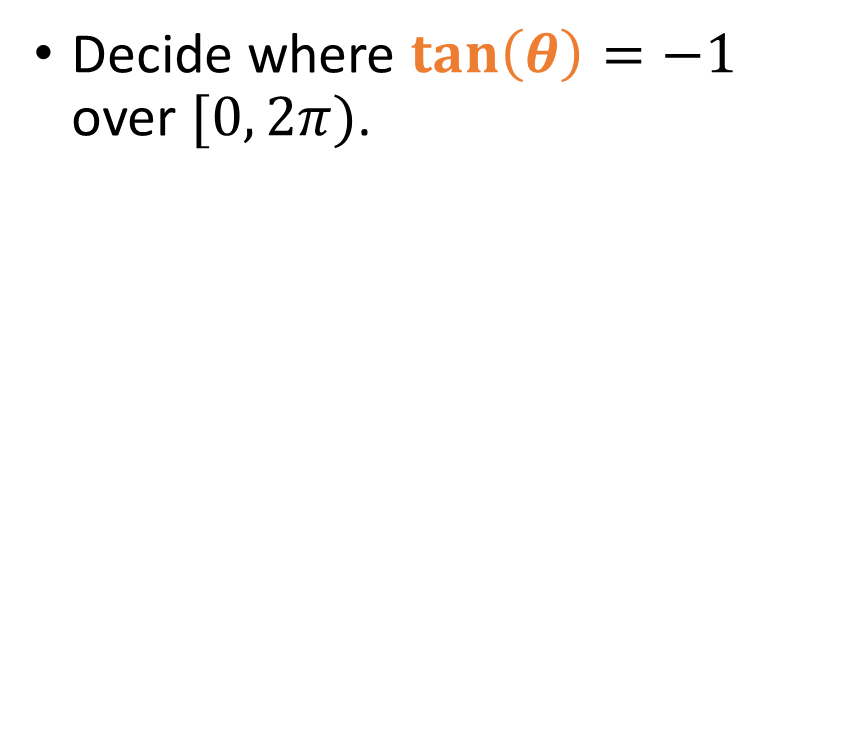 • Decide where tan(θ) = −1
over [0, 2π).